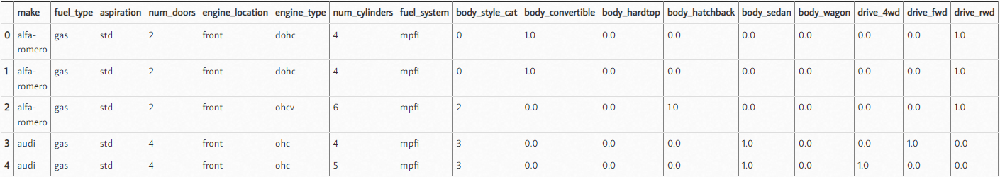 make fuel_type aspiration num_doors engine_location engine_type num_cylinders fuel_system body_style_cat body_convertible body_hardtop body_hatchback body_sedan body_wagon drive_4wd drive_fwd drive_rwd
0 alfa- gas std 2 front dohc 4 mpfi 0 1.0 0.0 0.0 0.0 0.0 0.0 0.0 1.0
romero
1 alfa- gas std 2 front dohc 4 mpfi 0 1.0 0.0 0.0 0.0 0.0 0.0 0.0 1.0
romero
2 alfa- gas std 2 front ohcv 6 mpfi 2 0.0 0.0 1.0 0.0 0.0 0.0 0.0 1.0
romero
3 audi gas std 4 front ohc 4 mpfi 3 0.0 0.0 0.0 1.0 0.0 0.0 1.0 0.0
4 audi gas std 4 front ohc 5 mpfi 3 0.0 0.0 0.0 1.0 0.0 1.0 0.0 0.0